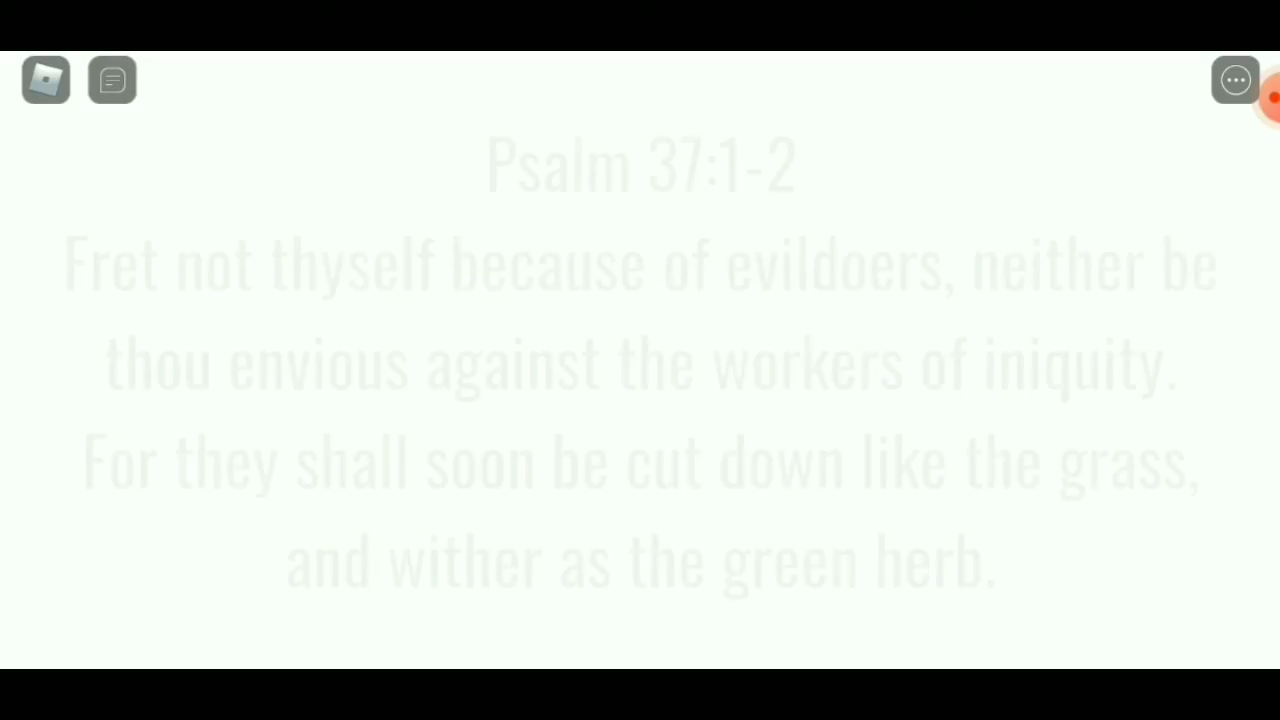 Psalm 37:1-2
Fret not thyself because of evildoers, neither be
thou envious against the workers of iniquity.
For they shall soon be cut down like the grass,
and wither as the green herb.